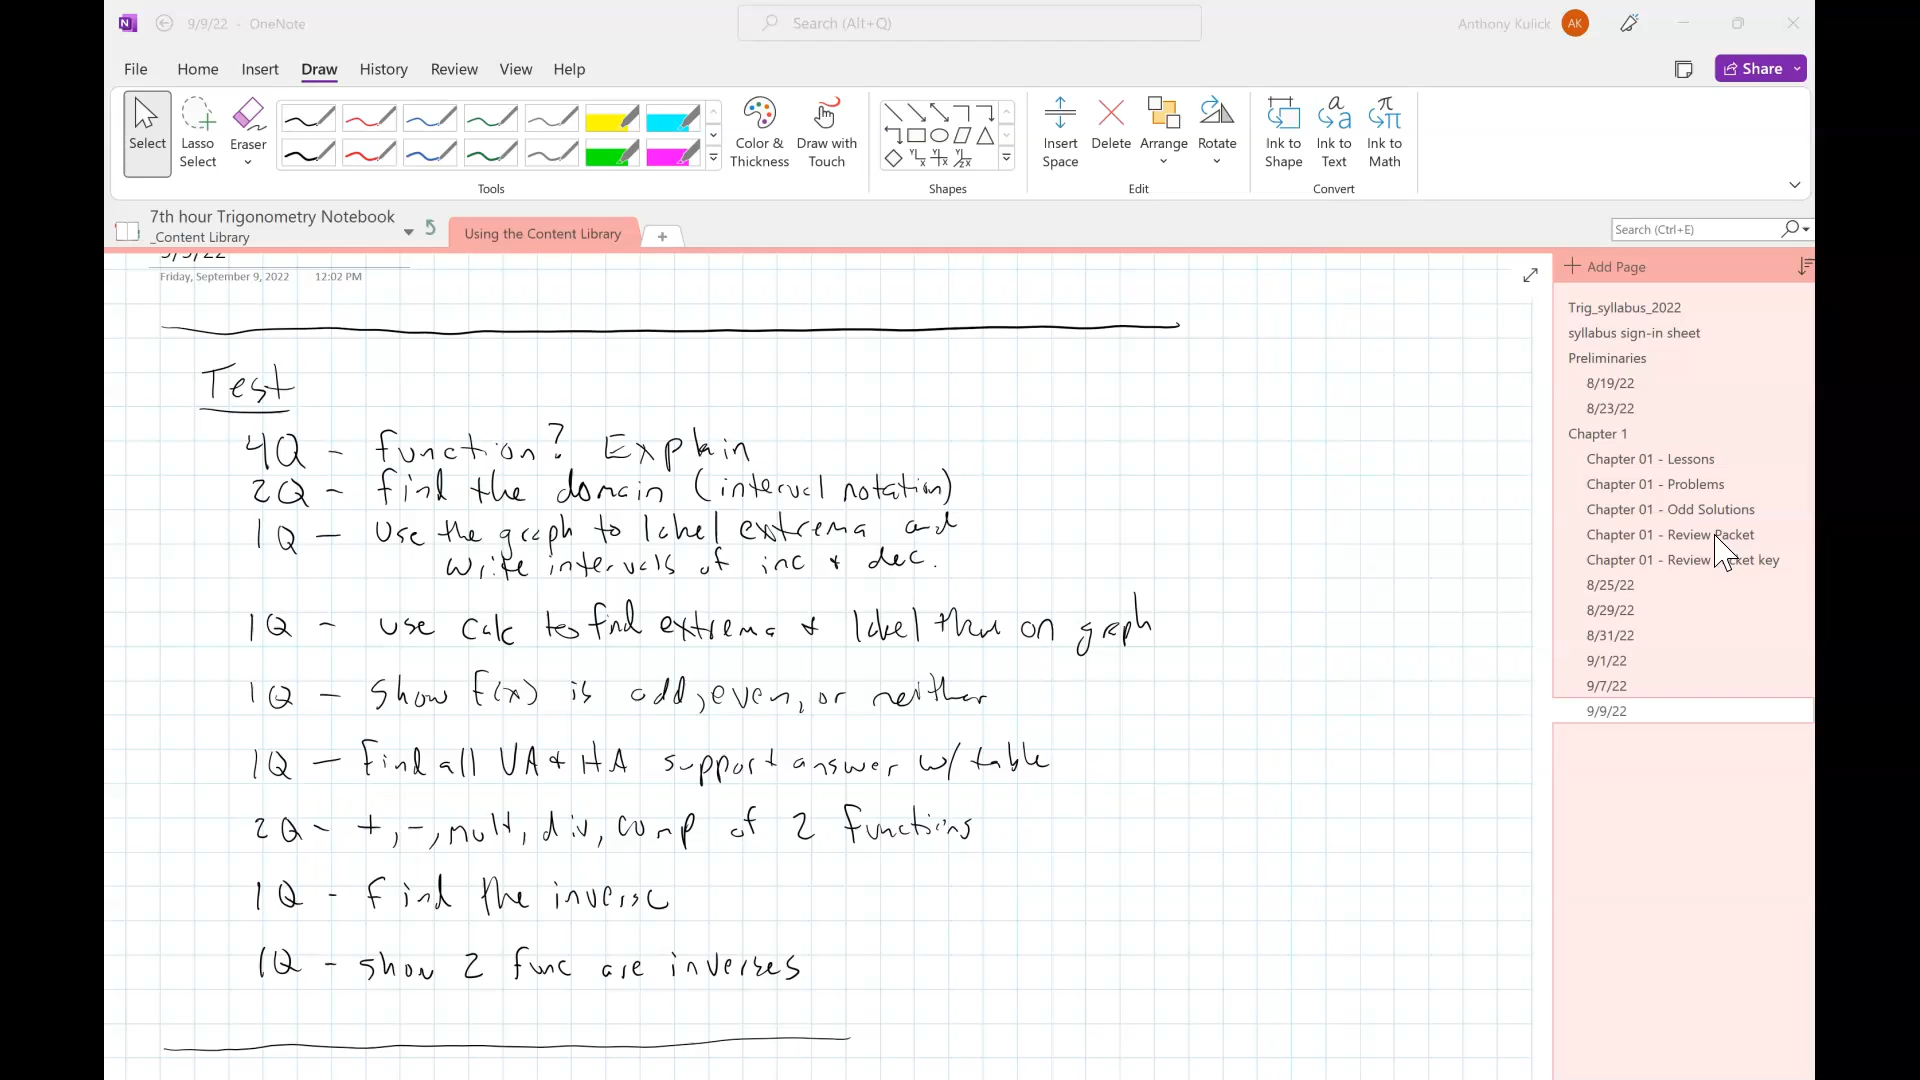 9/9/22 - OneNote
Search (Alt+Q)
Anthony Kulick
AK
File Home Insert Draw History Review View Help
Share
Select
Lasso Select
Eraser
Color & Thickness
Draw with Touch
Insert Space
Delete
Arrange
Rotate
Ink to Shape
Ink to Text
Ink to Math
Tools
Shapes
Edit
Convert
7th hour Trigonometry Notebook
_Content Library
Using the Content Library
Search (Ctrl+E)
9/9/22
Friday, September 9, 2022 12:02 PM
Test
4Q - function? Explain
2Q - find the domain (interval notation)
1Q - Use the graph to label extrema and
write intervals of inc + dec.
1Q - use calc to find extrema + label them on graph
1Q - Show f(x) is odd, even, or neither
1Q - Find all VA + HA support answer w/ table
2Q - +, -, mult, div, comp of 2 functions
1Q - find the inverse
1Q - show 2 func are inverses
Add Page
Trig_syllabus_2022
syllabus sign-in sheet
Preliminaries
8/19/22
8/23/22
Chapter 1
Chapter 01 - Lessons
Chapter 01 - Problems
Chapter 01 - Odd Solutions
Chapter 01 - Review Packet
Chapter 01 - Review Packet key
8/25/22
8/29/22
8/31/22
9/1/22
9/7/22
9/9/22